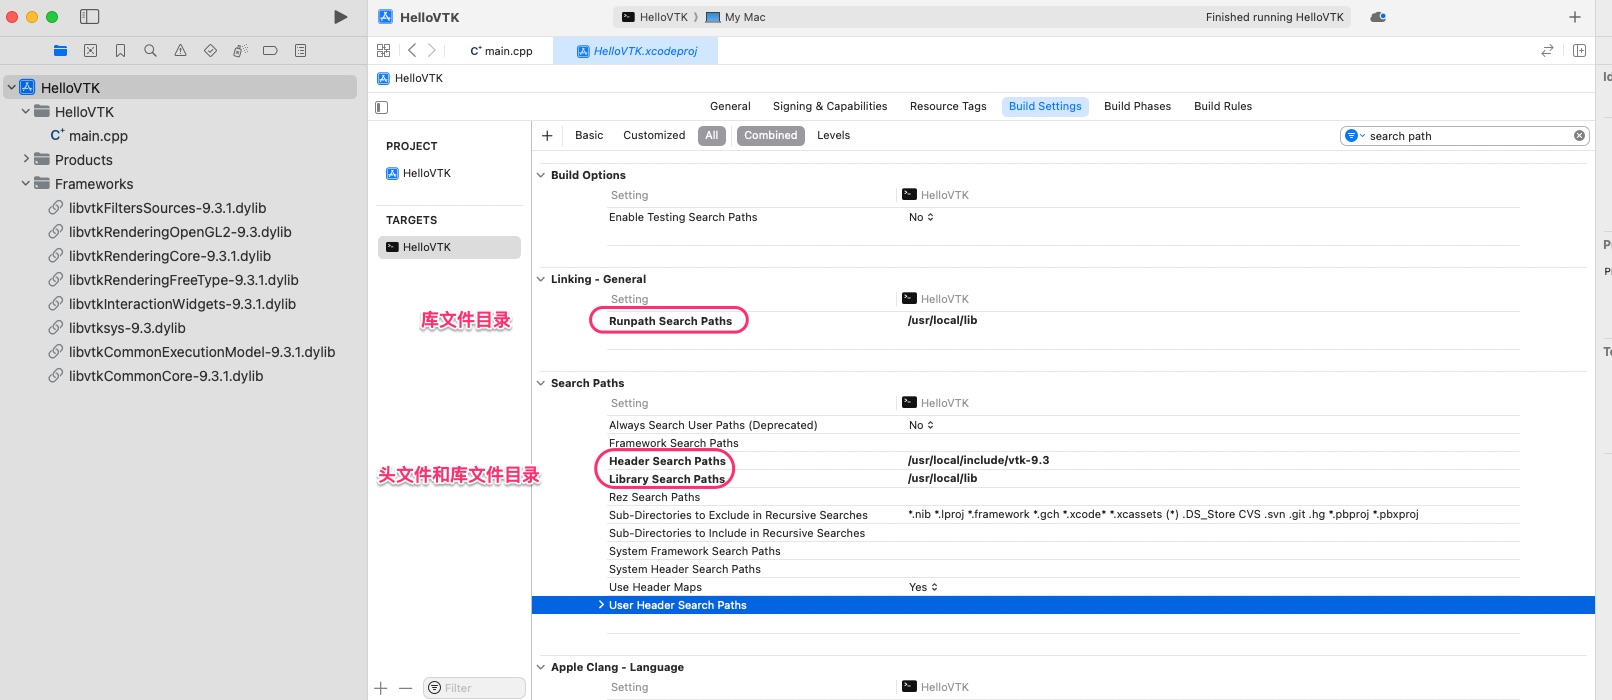 HelloVTK
HelloVTK 〉 My Mac
Finished running HelloVTK
main.cpp
HelloVTK.xcodeproj
HelloVTK
General
Signing & Capabilities
Resource Tags
Build Settings
Build Phases
Build Rules
HelloVTK
HelloVTK
main.cpp
Products
Frameworks
libvtkFiltersSources-9.3.1.dylib
libvtkRenderingOpenGL2-9.3.dylib
libvtkRenderingCore-9.3.1.dylib
libvtkRenderingFreeType-9.3.1.dylib
libvtkInteractionWidgets-9.3.1.dylib
libvtksys-9.3.dylib
libvtkCommonExecutionModel-9.3.1.dylib
libvtkCommonCore-9.3.1.dylib
PROJECT
HelloVTK
TARGETS
HelloVTK
Filter
Basic
Customized
All
Combined
Levels
search path
Build Options
Setting HelloVTK
Enable Testing Search Paths No
Linking - General
Setting HelloVTK
库文件目录
Runpath Search Paths /usr/local/lib
Search Paths
Setting HelloVTK
Always Search User Paths (Deprecated) No
Framework Search Paths
头文件和库文件目录
Header Search Paths /usr/local/include/vtk-9.3
Library Search Paths /usr/local/lib
Rez Search Paths
Sub-Directories to Exclude in Recursive Searches *.nib *.lproj *.framework *.gch *.xcode* *.xcassets (*) .DS_Store CVS .svn .git .hg *.pbproj *.pbxproj
Sub-Directories to Include in Recursive Searches
System Framework Search Paths
System Header Search Paths
Use Header Maps Yes
User Header Search Paths
Apple Clang - Language
Setting HelloVTK